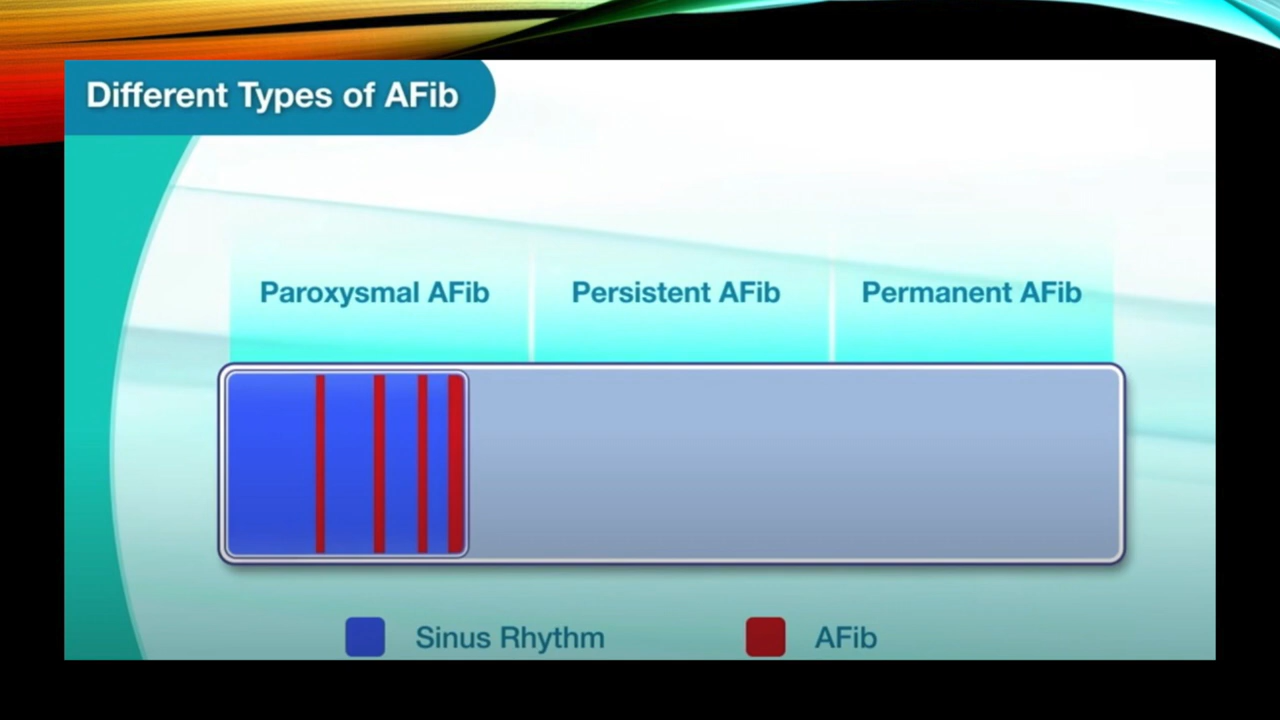 Different Types of AFib
Paroxysmal AFib
Persistent AFib
Permanent AFib
Sinus Rhythm
AFib